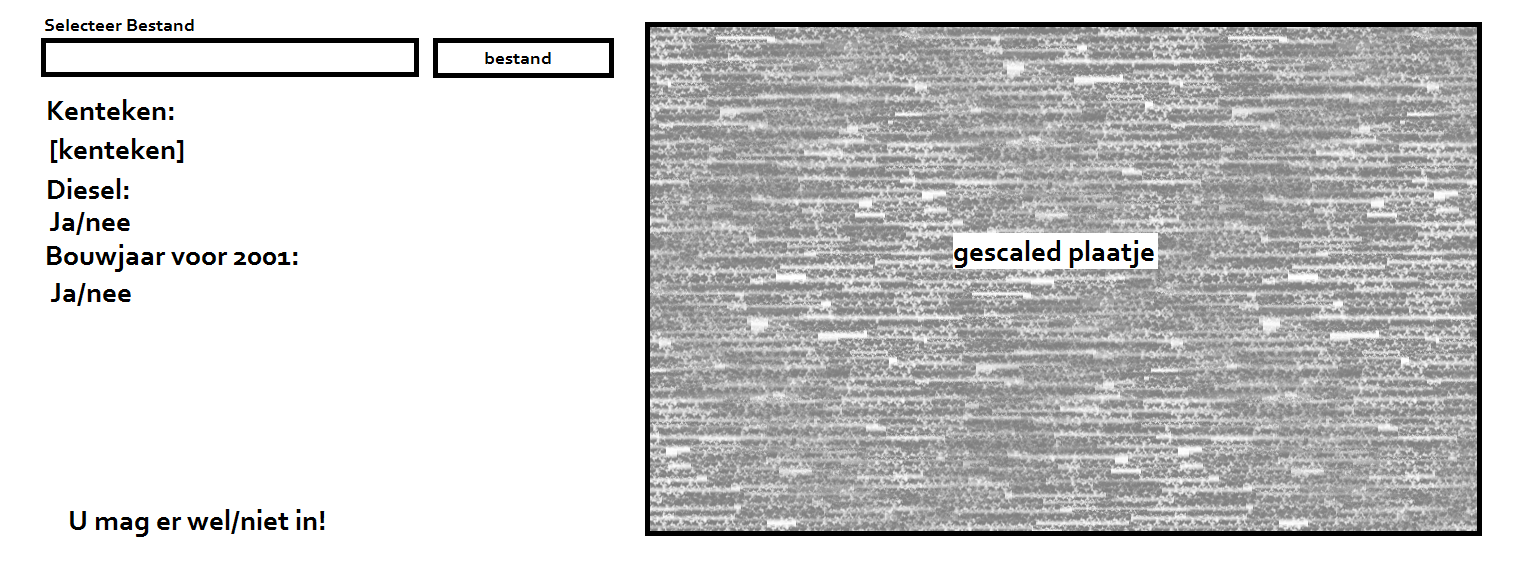 Selecteer Bestand
bestand
Kenteken:
[kenteken]
Diesel:
Ja/nee
Bouwjaar voor 2001:
Ja/nee
U mag er wel/niet in!
gescaled plaatje